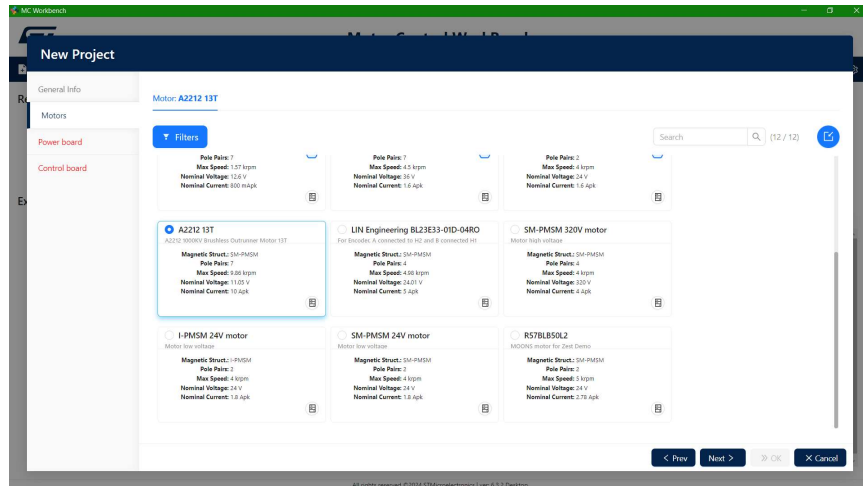 MC Workbench
New Project
General Info
Motors
Power board
Control board
Motor: A2212 13T
Filters
Search
(12 / 12)
Pole Pairs: 7
Max Speed: 1.57 krpm
Nominal Voltage: 12.6 V
Nominal Current: 800 mApk
Pole Pairs: 7
Max Speed: 4.5 krpm
Nominal Voltage: 36 V
Nominal Current: 1.6 Apk
Pole Pairs: 2
Max Speed: 4 krpm
Nominal Voltage: 24 V
Nominal Current: 1.6 Apk
A2212 13T
A2212 1000KV Brushless Outrunner Motor 13T
Magnetic Struct.: SM-PMSM
Pole Pairs: 7
Max Speed: 9.86 krpm
Nominal Voltage: 11.05 V
Nominal Current: 10 Apk
LIN Engineering BL23E33-01D-04RO
For Encoder, A connected to H2 and B connected H1
Magnetic Struct.: SM-PMSM
Pole Pairs: 4
Max Speed: 4.98 krpm
Nominal Voltage: 24.01 V
Nominal Current: 5 Apk
SM-PMSM 320V motor
Motor high voltage
Magnetic Struct.: SM-PMSM
Pole Pairs: 4
Max Speed: 4 krpm
Nominal Voltage: 320 V
Nominal Current: 4 Apk
I-PMSM 24V motor
Motor low voltage
Magnetic Struct.: I-PMSM
Pole Pairs: 2
Max Speed: 4 krpm
Nominal Voltage: 24 V
Nominal Current: 1.8 Apk
SM-PMSM 24V motor
Motor low voltage
Magnetic Struct.: SM-PMSM
Pole Pairs: 2
Max Speed: 4 krpm
Nominal Voltage: 24 V
Nominal Current: 1.8 Apk
R57BLB50L2
MOONS motor for Zest Demo
Magnetic Struct.: SM-PMSM
Pole Pairs: 2
Max Speed: 3 krpm
Nominal Voltage: 24 V
Nominal Current: 2.78 Apk
< Prev
Next >
OK
Cancel